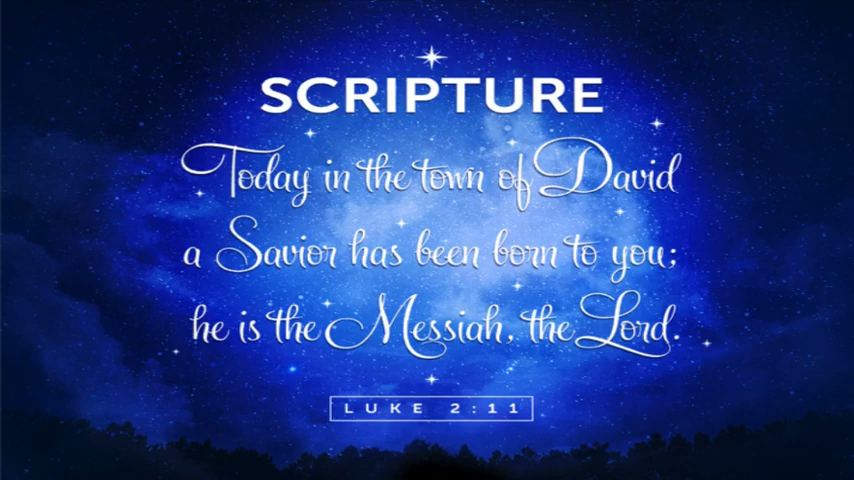 SCRIPTURE
Today in the town of David
a Savior has been born to you;
he is the Messiah, the Lord.
LUKE 2:11